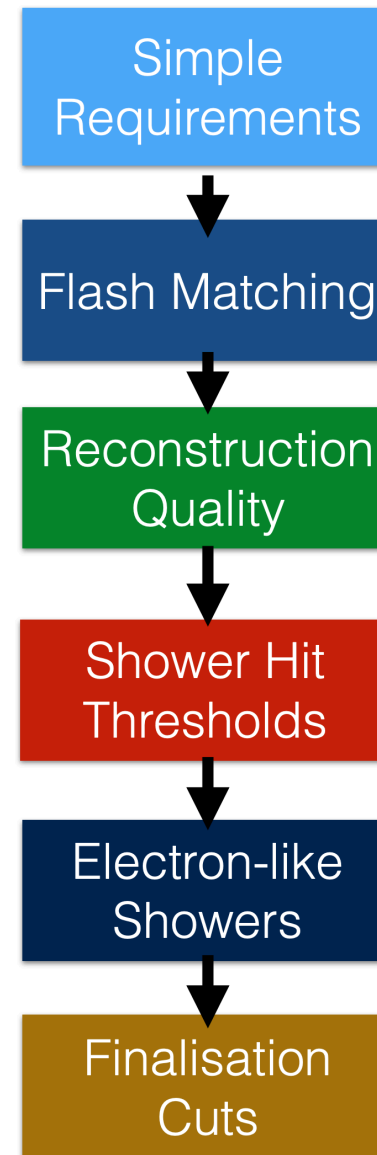 Simple
Requirements
Flash Matching
Reconstruction
Quality
Shower Hit
Thresholds
Electron-like
Showers
Finalisation
Cuts